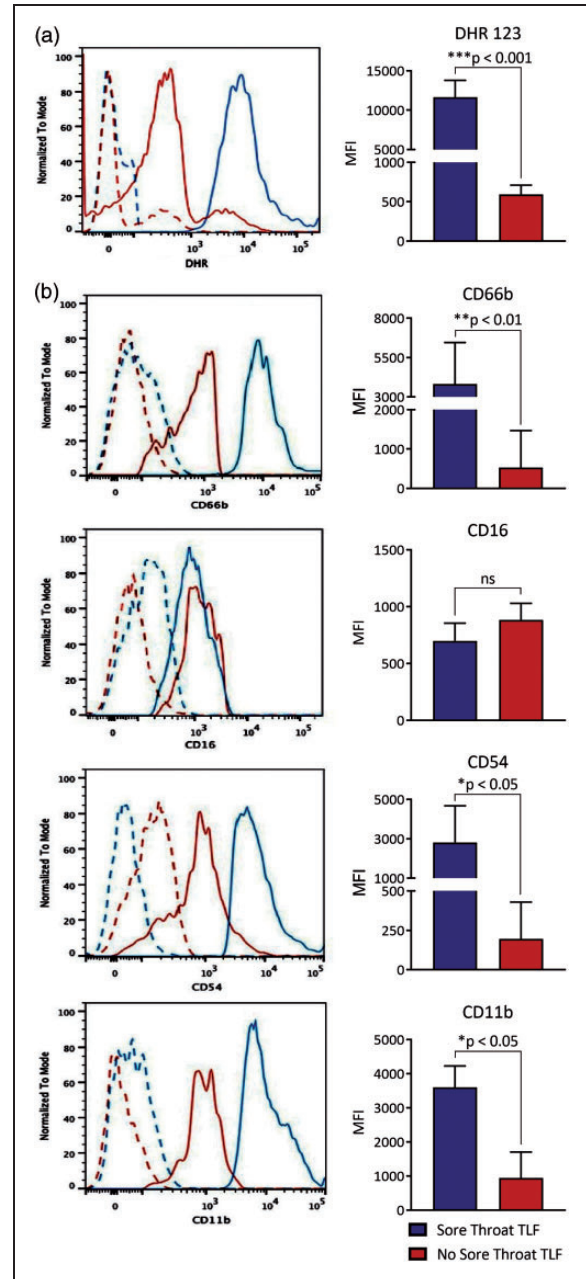 (a)
DHR 123
***p < 0.001
Normalized To Mode
100
80
60
40
20
0
0
10³
10⁴
10⁵
DHR
MFI
15000
10000
5000
1000
500
0
(b)
CD66b
**p < 0.01
Normalized To Mode
100
80
60
40
20
0
0
10³
10⁴
10⁵
CD66b
MFI
8000
5500
3000
2000
1000
0
CD16
ns
Normalized To Mode
100
80
60
40
20
0
0
10³
10⁴
10⁵
CD16
MFI
1500
1000
500
0
CD54
*p < 0.05
Normalized To Mode
100
80
60
40
20
0
0
10³
10⁴
10⁵
CD54
MFI
5000
3000
1000
500
250
0
CD11b
*p < 0.05
Normalized To Mode
100
80
60
40
20
0
0
10³
10⁴
10⁵
CD11b
MFI
5000
4000
3000
2000
1000
0
Sore Throat TLF
No Sore Throat TLF